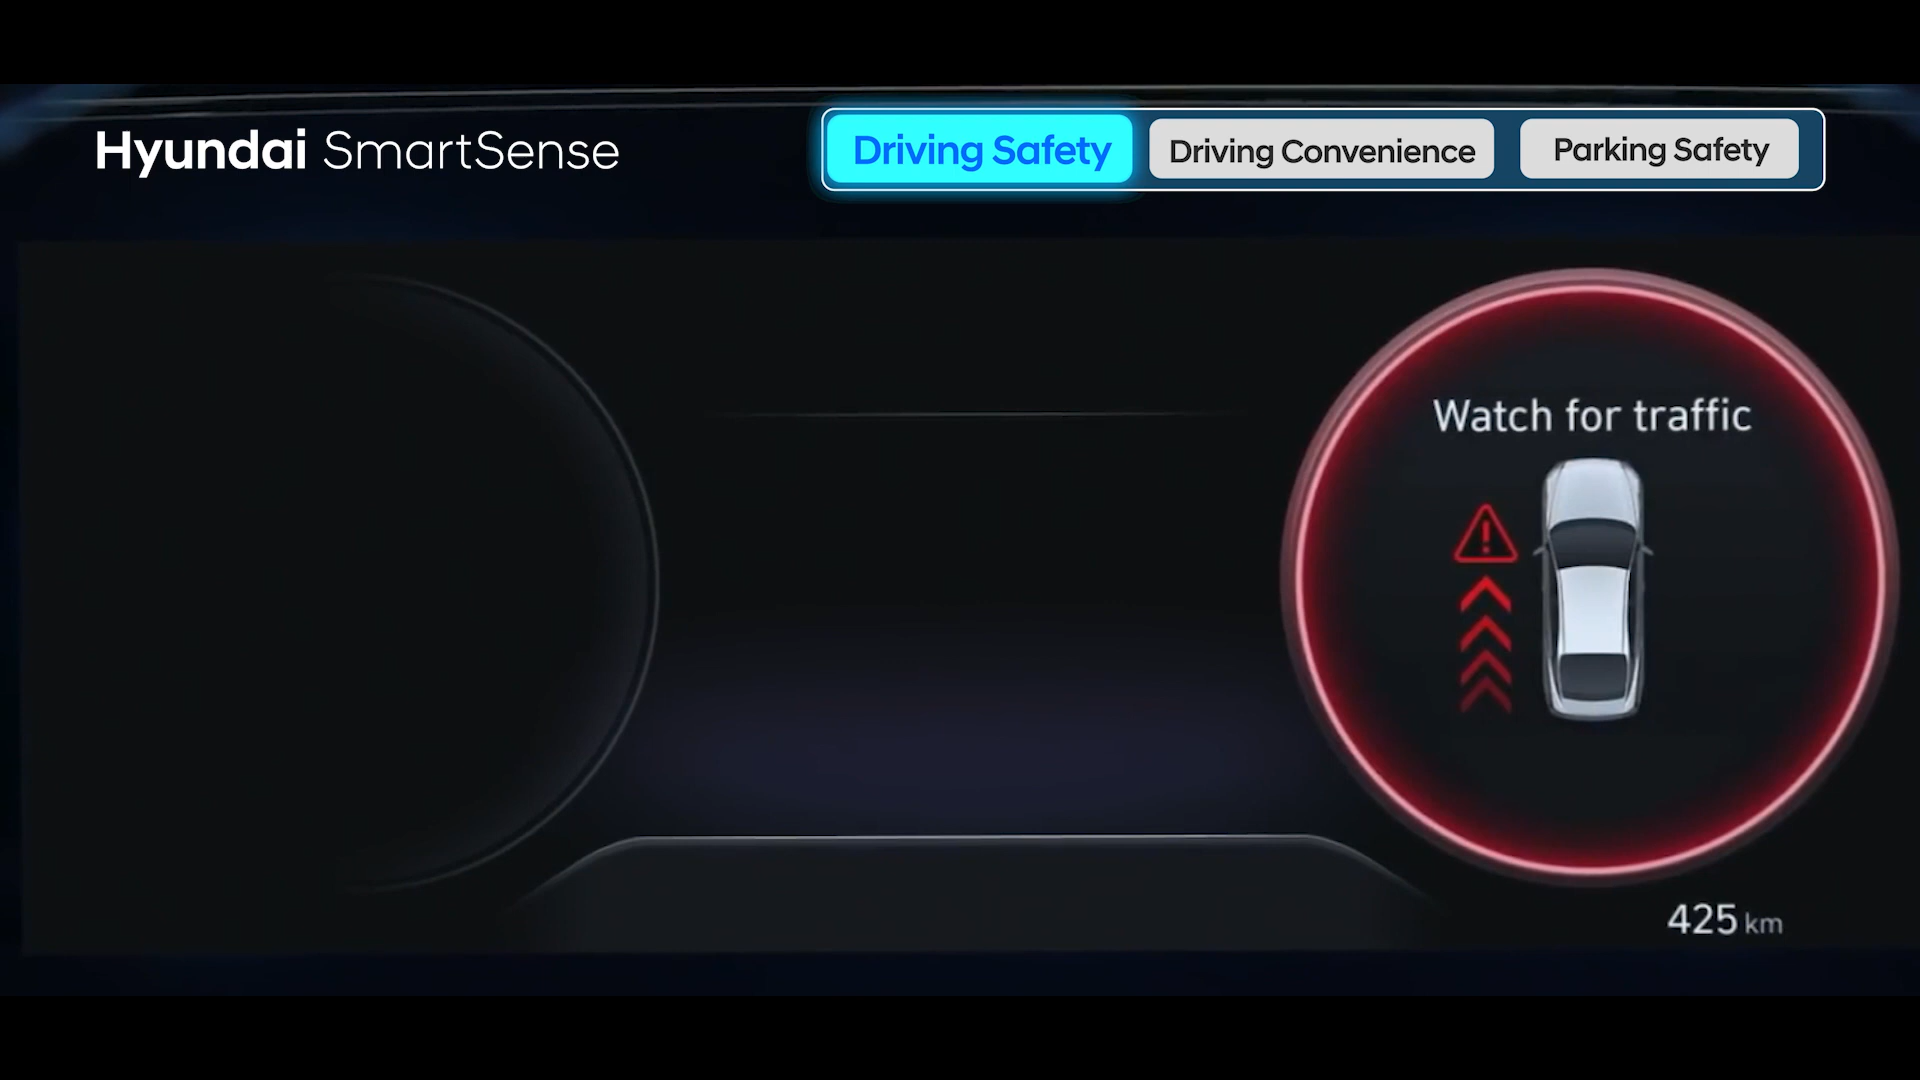 Hyundai SmartSense
Driving Safety
Driving Convenience
Parking Safety
Watch for traffic
425 km